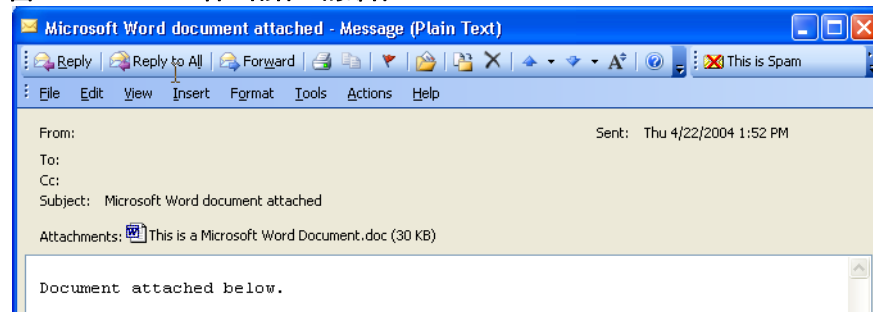 Microsoft Word document attached - Message (Plain Text)
Reply Reply to All Forward This is Spam
File Edit View Insert Format Tools Actions Help
From: Sent: Thu 4/22/2004 1:52 PM
To:
Cc:
Subject: Microsoft Word document attached
Attachments: This is a Microsoft Word Document.doc (30 KB)
Document attached below.